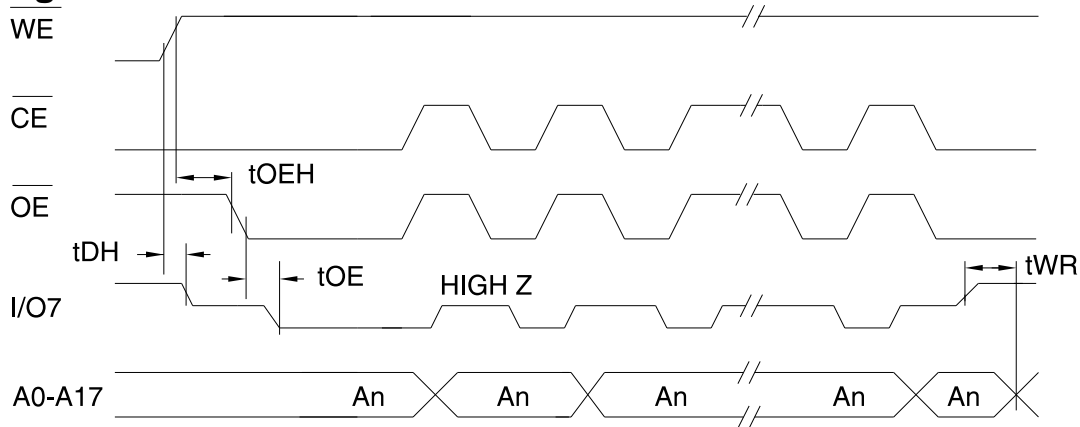 WE
CE
tOEH
OE
tDH
tOE
tWR
HIGH Z
I/O7
A0-A17 An An An An An